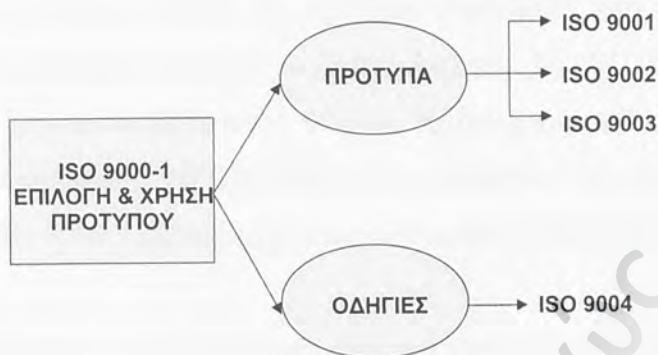 ISO 9000-1
ΕΠΙΛΟΓΗ & ΧΡΗΣΗ
ΠΡΟΤΥΠΟΥ
ΠΡΟΤΥΠΑ
ISO 9001
ISO 9002
ISO 9003
ΟΔΗΓΙΕΣ
ISO 9004